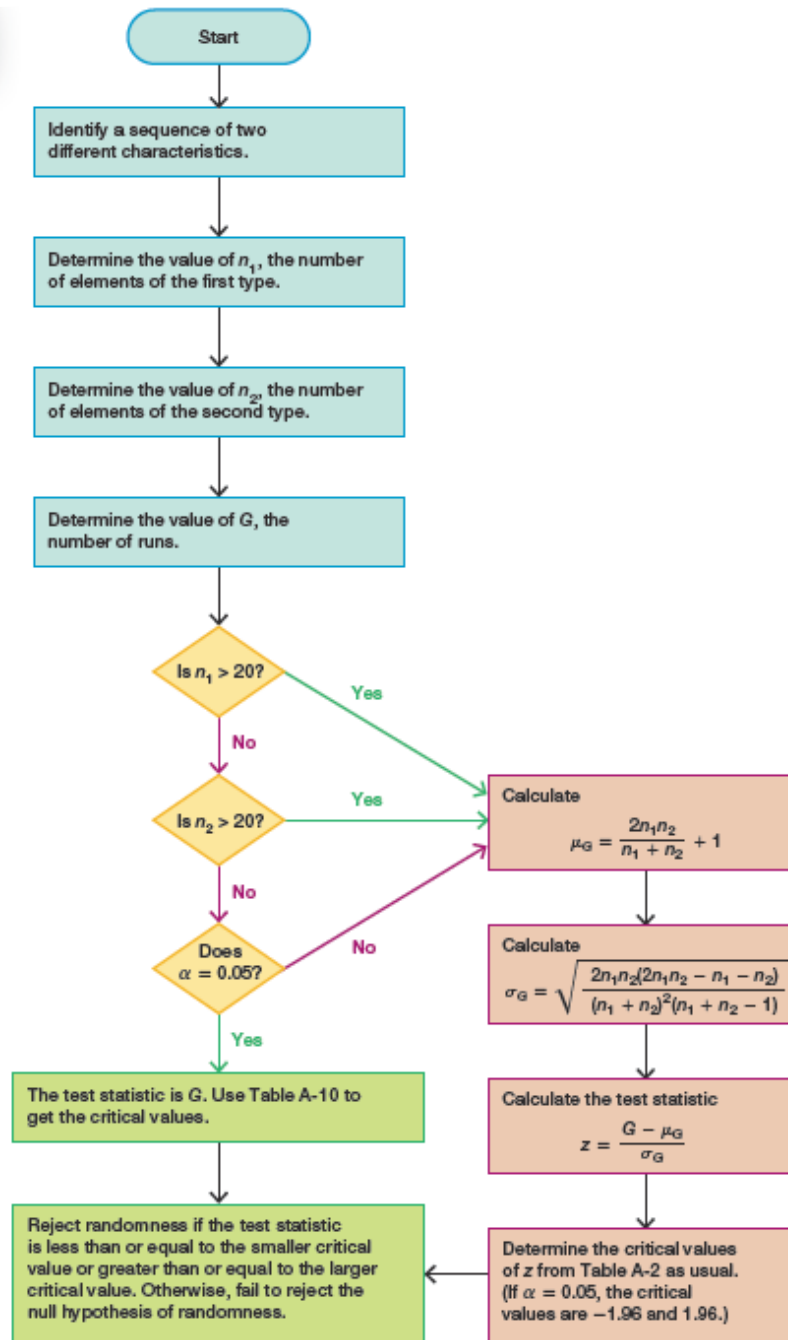 Start
Identify a sequence of two
different characteristics.
Determine the value of n₁, the number
of elements of the first type.
Determine the value of n₂, the number
of elements of the second type.
Determine the value of G, the
number of runs.
Is n₁ > 20?
Yes
No
Is n₂ > 20?
Yes
No
Does
α = 0.05?
No
Yes
The test statistic is G. Use Table A-10 to
get the critical values.
Reject randomness if the test statistic
is less than or equal to the smaller critical
value or greater than or equal to the larger
critical value. Otherwise, fail to reject the
null hypothesis of randomness.
Calculate
μ_G = 2n₁n₂ / (n₁ + n₂) + 1
Calculate
σ_G = √(2n₁n₂(2n₁n₂ − n₁ − n₂) / ((n₁ + n₂)²(n₁ + n₂ − 1)))
Calculate the test statistic
z = (G − μ_G) / σ_G
Determine the critical values
of z from Table A-2 as usual.
(If α = 0.05, the critical
values are −1.96 and 1.96.)